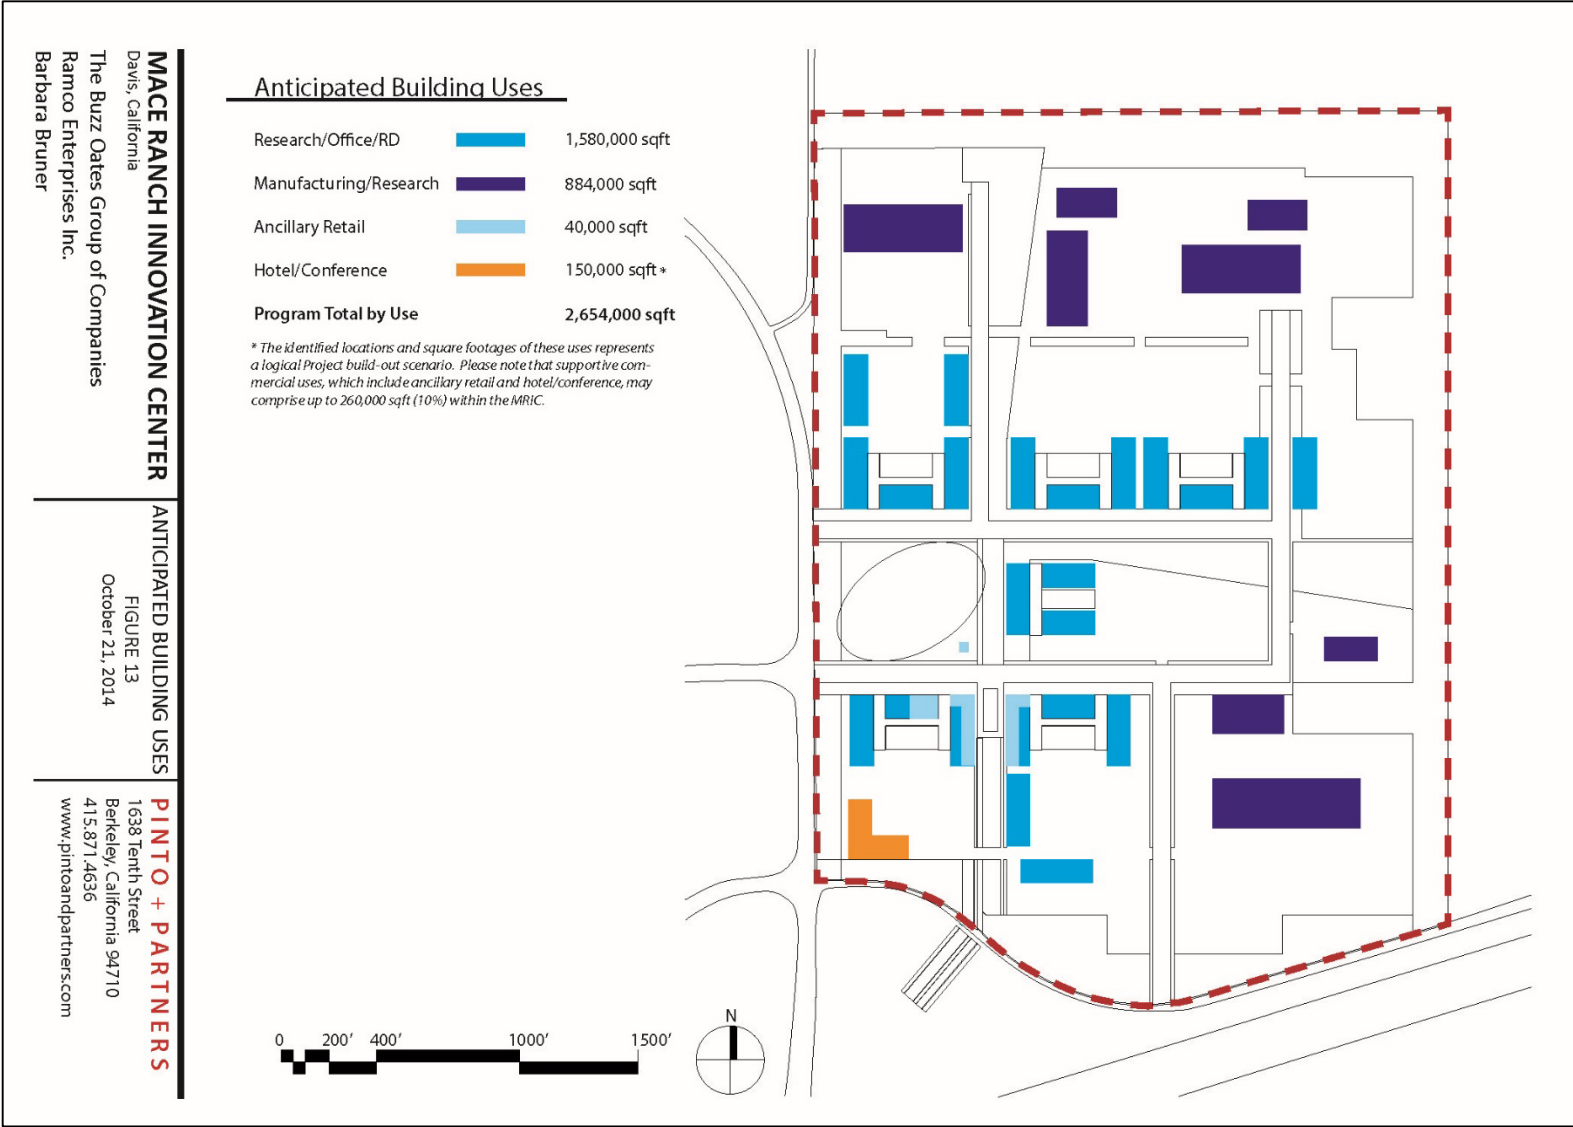 MACE RANCH INNOVATION CENTER
Davis, California
The Buzz Oates Group of Companies
Ramco Enterprises Inc.
Barbara Bruner
ANTICIPATED BUILDING USES
FIGURE 13
October 21, 2014
PINTO + PARTNERS
1638 Tenth Street
Berkeley, California 94710
415.871.4636
www.pintoandpartners.com
Anticipated Building Uses
Research/Office/RD 1,580,000 sqft
Manufacturing/Research 884,000 sqft
Ancillary Retail 40,000 sqft
Hotel/Conference 150,000 sqft *
Program Total by Use 2,654,000 sqft
* The identified locations and square footages of these uses represents
a logical Project build-out scenario. Please note that supportive com-
mercial uses, which include ancillary retail and hotel/conference, may
comprise up to 260,000 sqft (10%) within the MRIC.
0 200' 400' 1000' 1500'
N